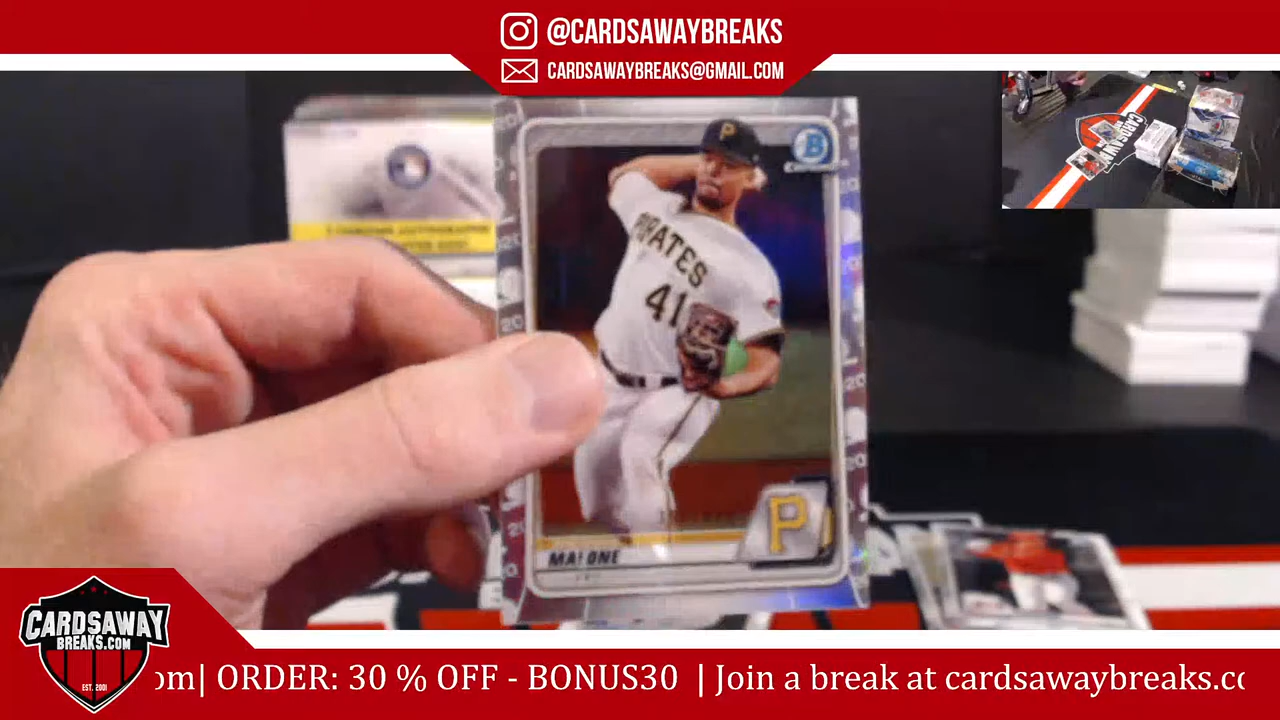 @CARDSAWAYBREAKS
CARDSAWAYBREAKS@GMAIL.COM
CARDSAWAY
B
PIRATES
41
P
MALONE
CARDSAWAY
BREAKS.COM
EST. 2001
om| ORDER: 30 % OFF - BONUS30 | Join a break at cardsawaybreaks.co